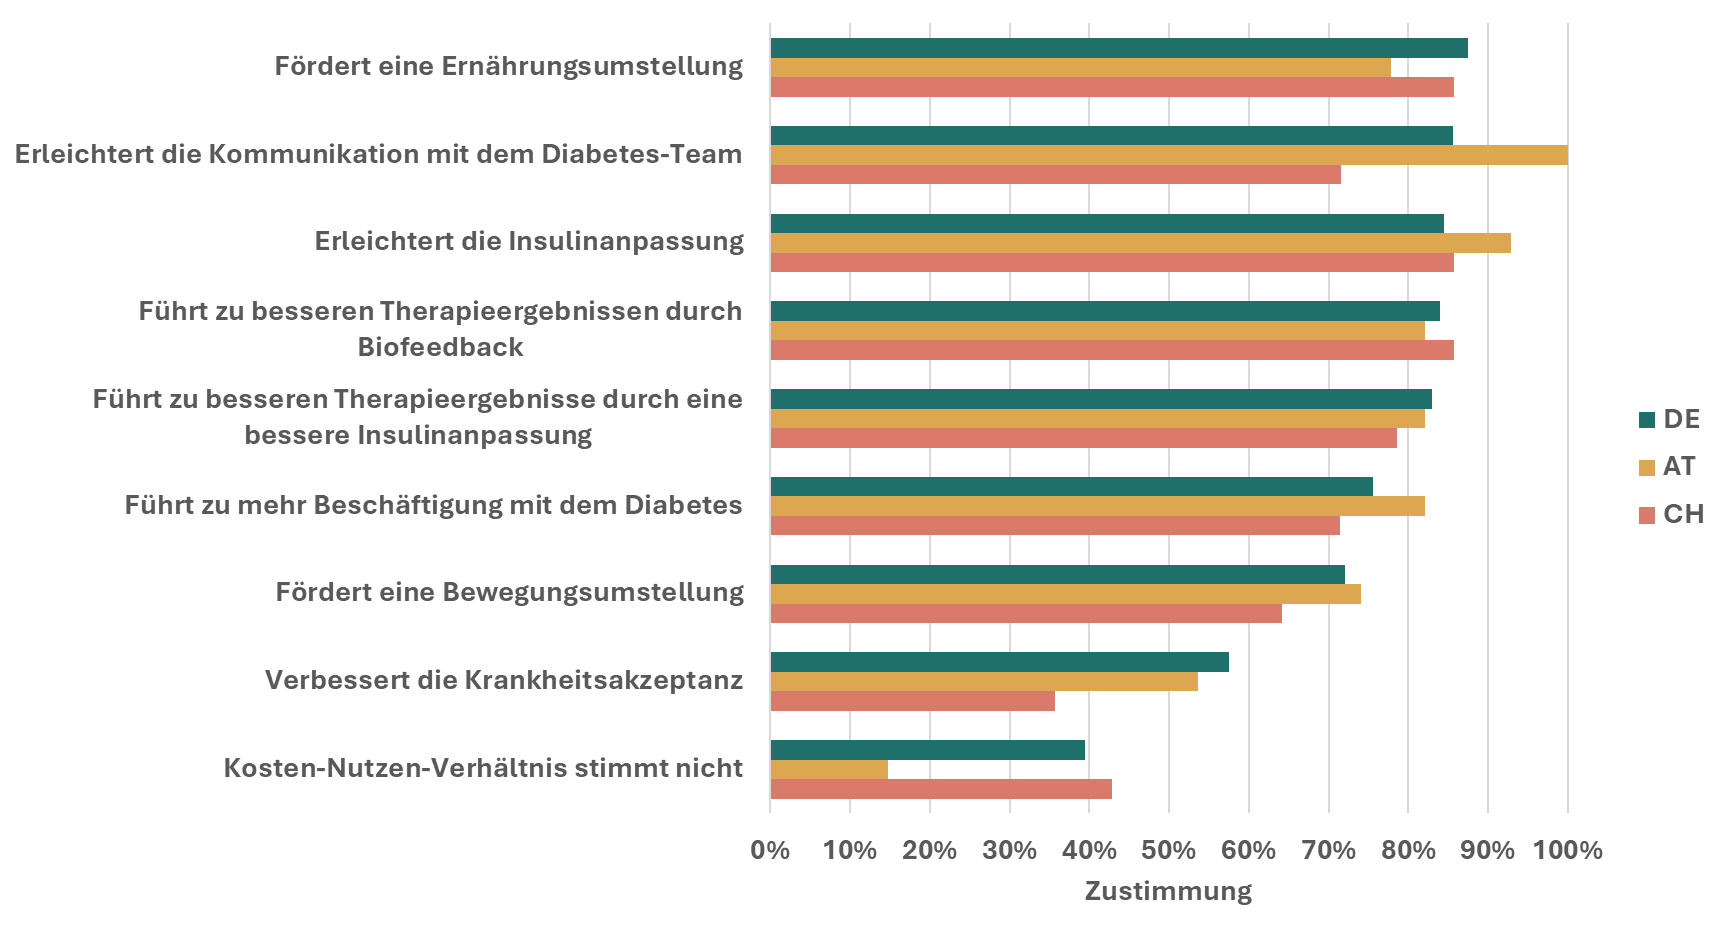 Fördert eine Ernährungsumstellung
Erleichtert die Kommunikation mit dem Diabetes-Team
Erleichtert die Insulinanpassung
Führt zu besseren Therapieergebnissen durch
Biofeedback
Führt zu besseren Therapieergebnisse durch eine
bessere Insulinanpassung
Führt zu mehr Beschäftigung mit dem Diabetes
Fördert eine Bewegungsumstellung
Verbessert die Krankheitsakzeptanz
Kosten-Nutzen-Verhältnis stimmt nicht
0% 10% 20% 30% 40% 50% 60% 70% 80% 90% 100%
Zustimmung
DE
AT
CH